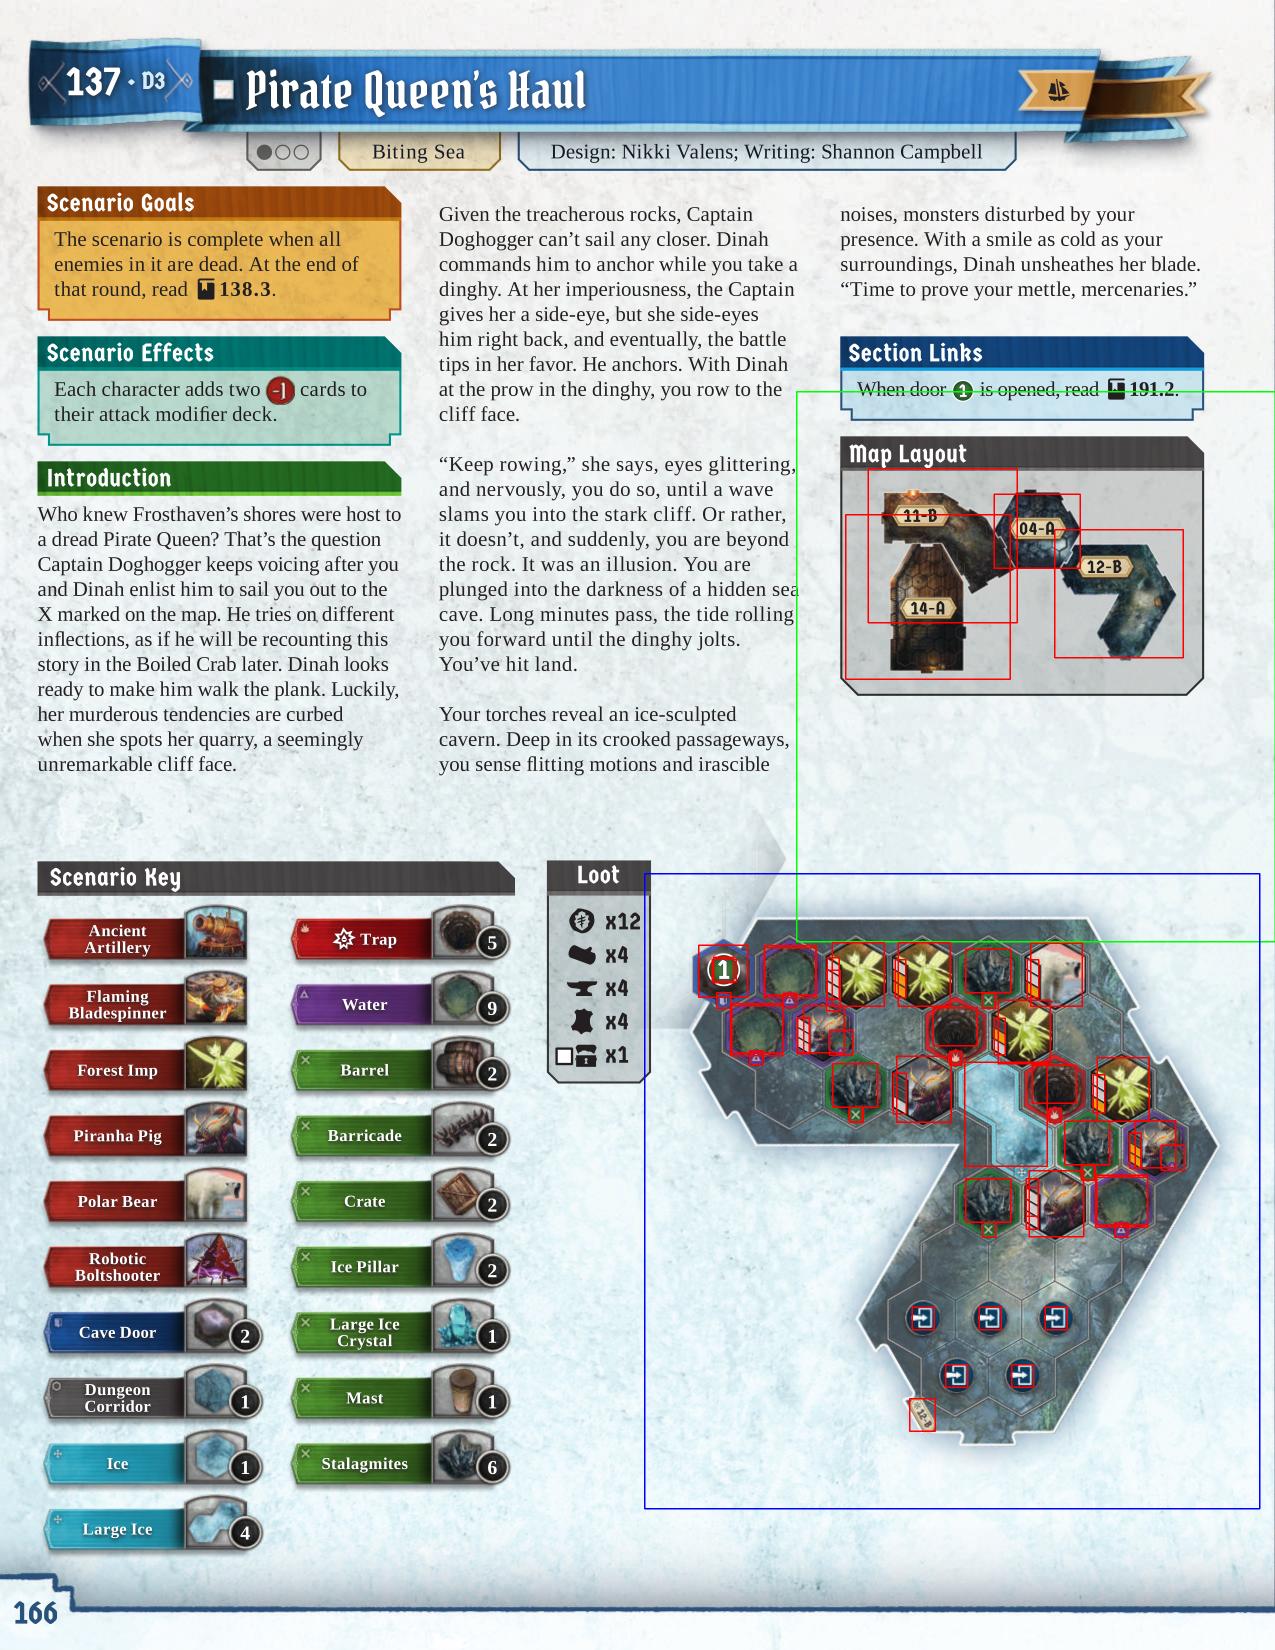 137 • D3
Pirate Queen's Haul
Biting Sea
Design: Nikki Valens; Writing: Shannon Campbell
Scenario Goals
The scenario is complete when all
enemies in it are dead. At the end of
that round, read 138.3.
Scenario Effects
Each character adds two -1 cards to
their attack modifier deck.
Introduction
Who knew Frosthaven’s shores were host to
a dread Pirate Queen? That’s the question
Captain Doghogger keeps voicing after you
and Dinah enlist him to sail you out to the
X marked on the map. He tries on different
inflections, as if he will be recounting this
story in the Boiled Crab later. Dinah looks
ready to make him walk the plank. Luckily,
her murderous tendencies are curbed
when she spots her quarry, a seemingly
unremarkable cliff face.
Given the treacherous rocks, Captain
Doghogger can’t sail any closer. Dinah
commands him to anchor while you take a
dinghy. At her imperiousness, the Captain
gives her a side-eye, but she side-eyes
him right back, and eventually, the battle
tips in her favor. He anchors. With Dinah
at the prow in the dinghy, you row to the
cliff face.
“Keep rowing,” she says, eyes glittering,
and nervously, you do so, until a wave
slams you into the stark cliff. Or rather,
it doesn’t, and suddenly, you are beyond
the rock. It was an illusion. You are
plunged into the darkness of a hidden sea
cave. Long minutes pass, the tide rolling
you forward until the dinghy jolts.
You’ve hit land.
Your torches reveal an ice-sculpted
cavern. Deep in its crooked passageways,
you sense flitting motions and irascible
noises, monsters disturbed by your
presence. With a smile as cold as your
surroundings, Dinah unsheathes her blade.
“Time to prove your mettle, mercenaries.”
Section Links
When door 1 is opened, read 191.2.
Map Layout
11-B
04-A
12-B
14-A
Scenario Key
Ancient
Artillery
Flaming
Bladespinner
Forest Imp
Piranha Pig
Polar Bear
Robotic
Boltshooter
Cave Door
2
Dungeon
Corridor
1
Ice
1
Large Ice
4
Trap
5
Water
9
Barrel
2
Barricade
2
Crate
2
Ice Pillar
2
Large Ice
Crystal
1
Mast
1
Stalagmites
6
Loot
x12
x4
x4
x4
x1
1
12-B
166